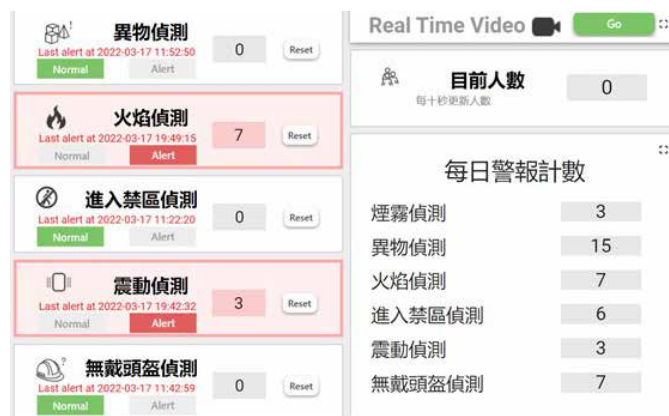 異物偵測
Last alert at 2022-03-17 11:52:50
0
Reset
Normal
Alert
火焰偵測
Last alert at 2022-03-17 19:49:15
7
Reset
Normal
Alert
進入禁區偵測
Last alert at 2022-03-17 11:22:20
0
Reset
Normal
Alert
震動偵測
Last alert at 2022-03-17 19:42:32
3
Reset
Normal
Alert
無戴頭盔偵測
Last alert at 2022-03-17 11:42:59
0
Reset
Normal
Alert
Real Time Video
Go
目前人數
每十秒更新人數
0
每日警報計數
煙霧偵測 3
異物偵測 15
火焰偵測 7
進入禁區偵測 6
震動偵測 3
無戴頭盔偵測 7